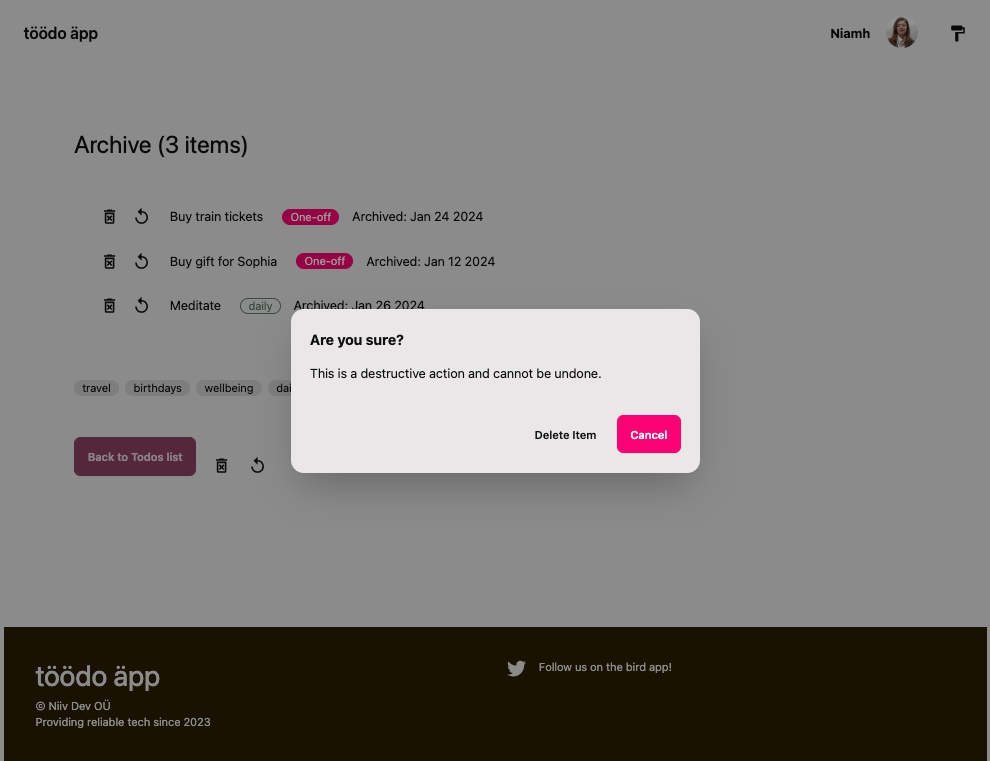 töödo äpp
Niamh
Archive (3 items)
Buy train tickets One-off Archived: Jan 24 2024
Buy gift for Sophia One-off Archived: Jan 12 2024
Meditate daily Archived: Jan 26 2024
Are you sure?
This is a destructive action and cannot be undone.
Delete Item Cancel
travel birthdays wellbeing
Back to Todos list
töödo äpp
© Niiv Dev OÜ
Providing reliable tech since 2023
Follow us on the bird app!